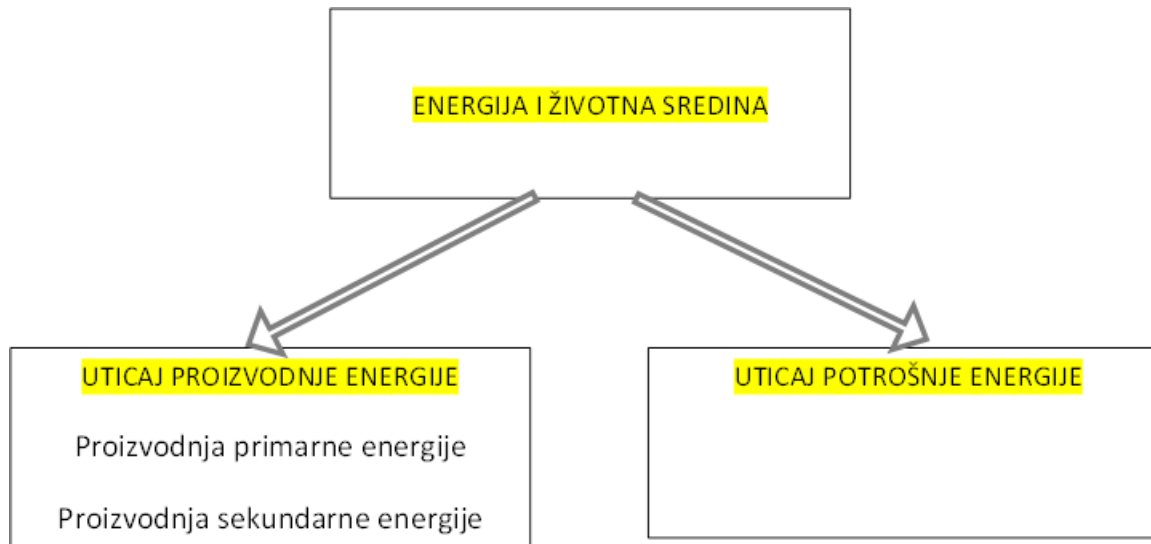 ENERGIJA I ŽIVOTNA SREDINA
UTICAJ PROIZVODNJE ENERGIJE
Proizvodnja primarne energije
Proizvodnja sekundarne energije
UTICAJ POTROŠNJE ENERGIJE